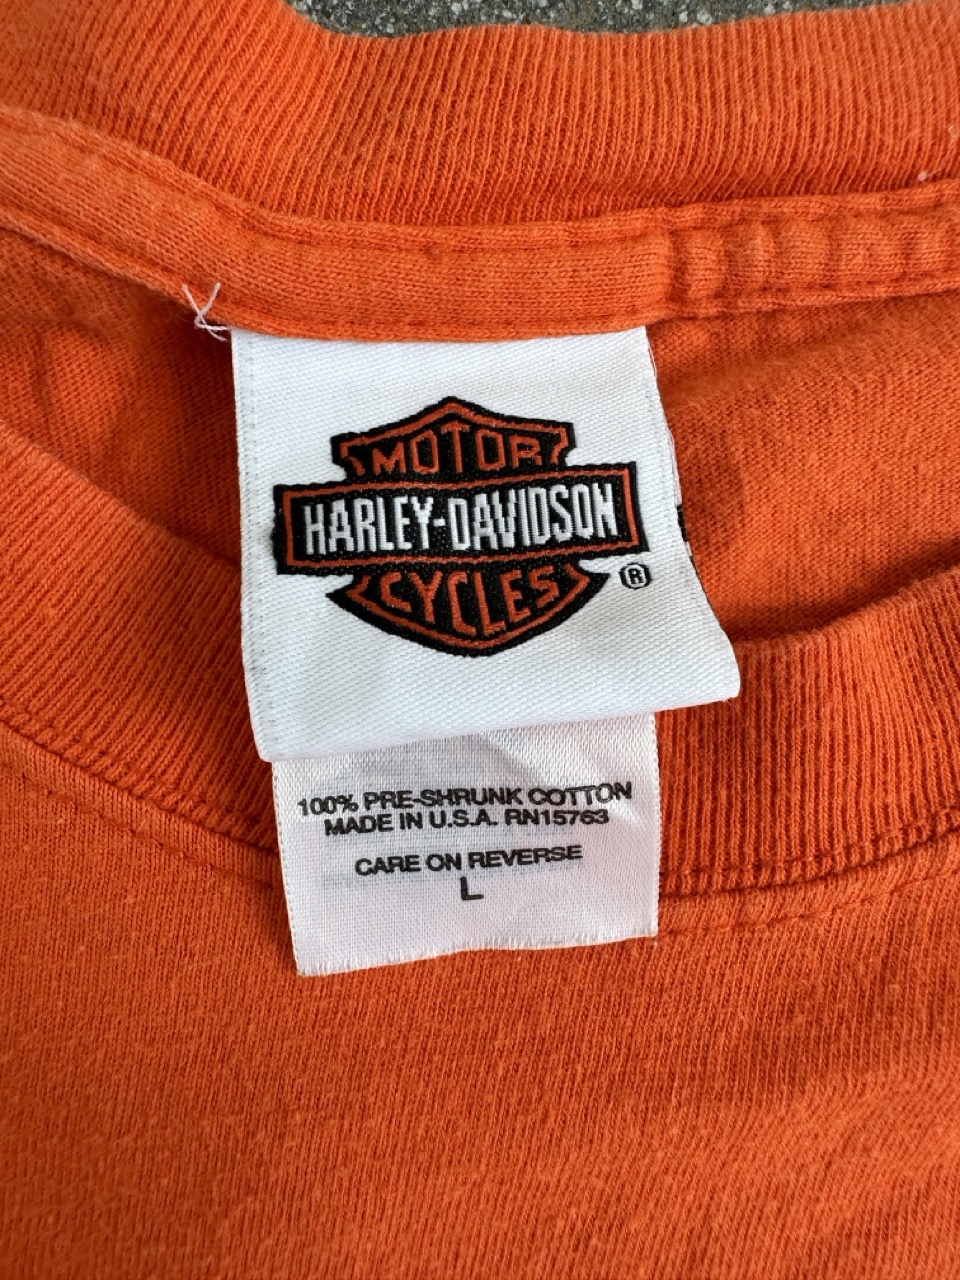 MOTOR
HARLEY-DAVIDSON
CYCLES
®
100% PRE-SHRUNK COTTON
MADE IN U.S.A. RN15763
CARE ON REVERSE
L